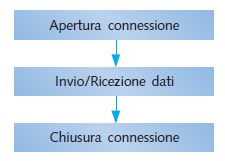 Apertura connessione
Invio/Ricezione dati
Chiusura connessione